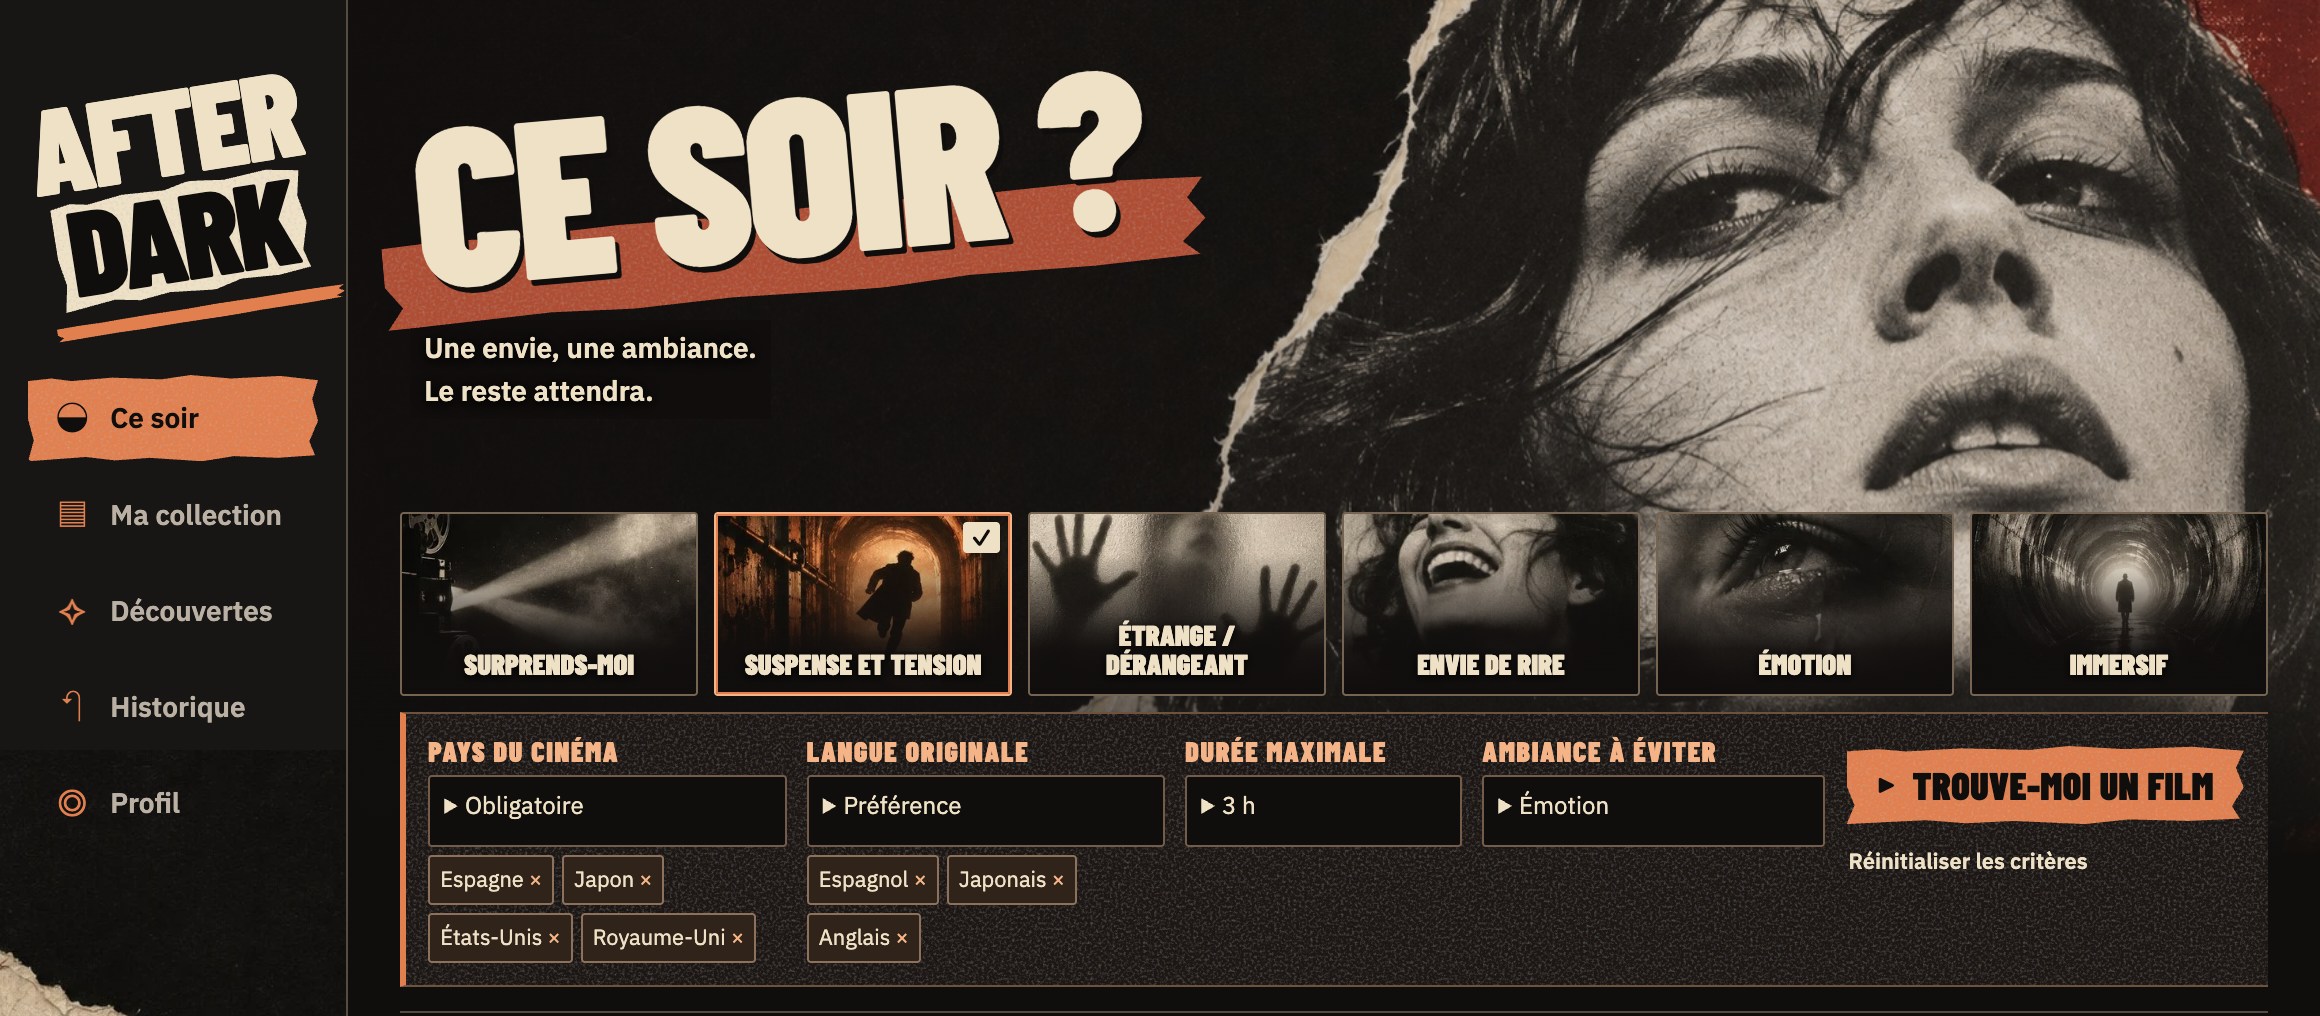 AFTER
DARK
Ce soir
Ma collection
Découvertes
Historique
Profil
CE SOIR ?
Une envie, une ambiance.
Le reste attendra.
SURPRENDS-MOI
SUSPENSE ET TENSION
ÉTRANGE /
DÉRANGEANT
ENVIE DE RIRE
ÉMOTION
IMMERSIF
PAYS DU CINÉMA
▶ Obligatoire
Espagne × Japon ×
États-Unis × Royaume-Uni ×
LANGUE ORIGINALE
▶ Préférence
Espagnol × Japonais ×
Anglais ×
DURÉE MAXIMALE
▶ 3 h
AMBIANCE À ÉVITER
▶ Émotion
▶ TROUVE-MOI UN FILM
Réinitialiser les critères